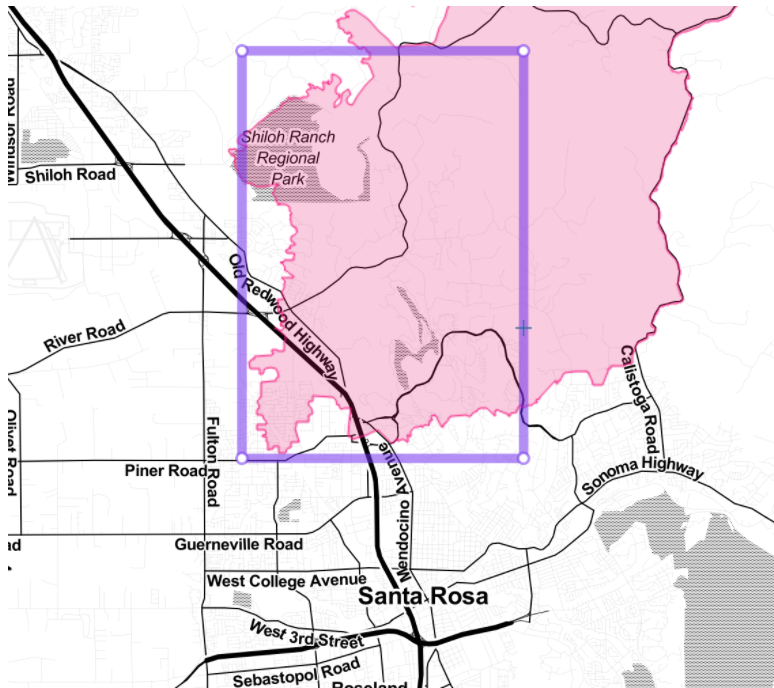 Shiloh Ranch
Regional
Park
Road
Shiloh Road
Old Redwood Highway
River Road
Calistoga Road
Olivet Road
Fulton Road
Piner Road
Mendocino Avenue
Sonoma Highway
Guerneville Road
West College Avenue
Santa Rosa
West 3rd Street
Sebastopol Road
Roseland